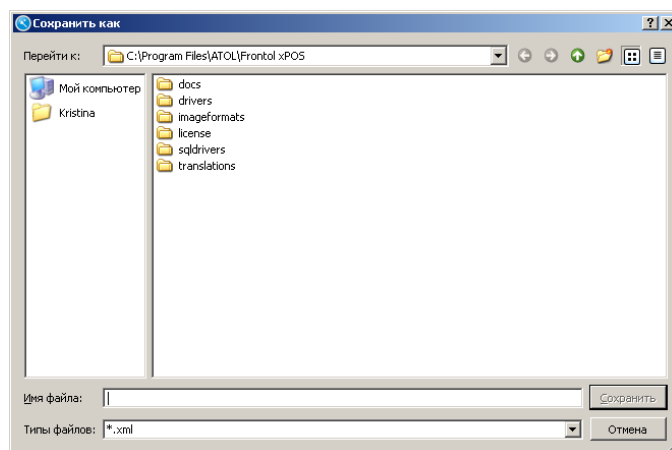 Сохранить как
Перейти к: C:\Program Files\ATOL\Frontol xPOS
Мой компьютер
Kristina
docs
drivers
imageformats
license
sqldrivers
translations
Имя файла: Сохранить
Типы файлов: *.xml Отмена